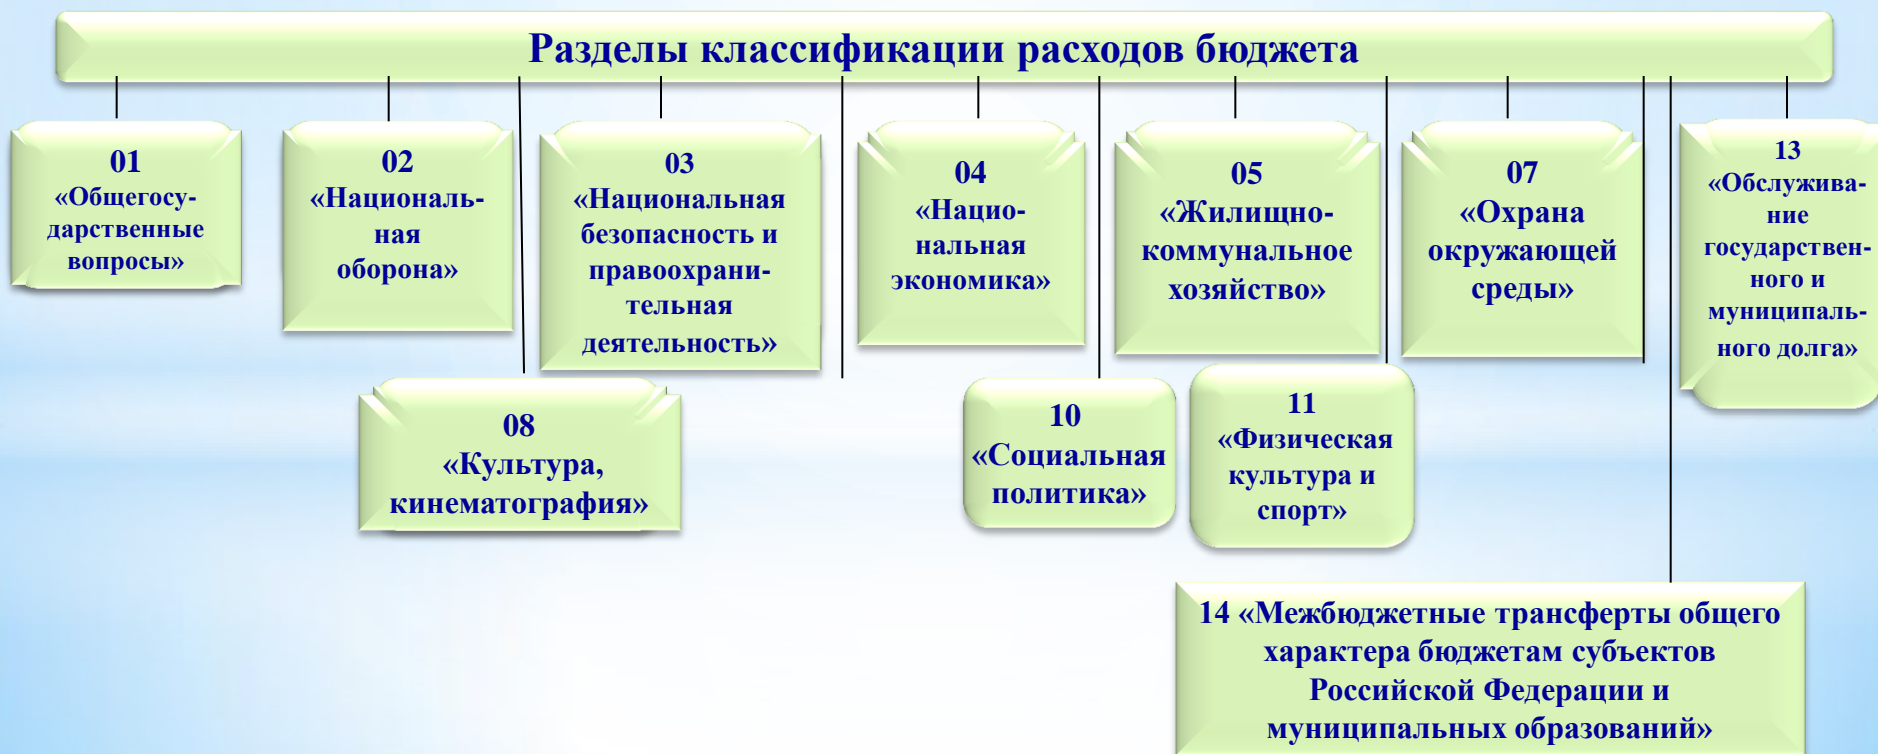 Разделы классификации расходов бюджета
01
«Общегосу-
дарственные
вопросы»
02
«Националь-
ная
оборона»
03
«Национальная
безопасность и
правоохрани-
тельная
деятельность»
04
«Нацио-
нальная
экономика»
05
«Жилищно-
коммунальное
хозяйство»
07
«Охрана
окружающей
среды»
13
«Обслужива-
ние
государствен-
ного и
муниципаль-
ного долга»
08
«Культура,
кинематография»
10
«Социальная
политика»
11
«Физическая
культура и
спорт»
14 «Межбюджетные трансферты общего
характера бюджетам субъектов
Российской Федерации и
муниципальных образований»